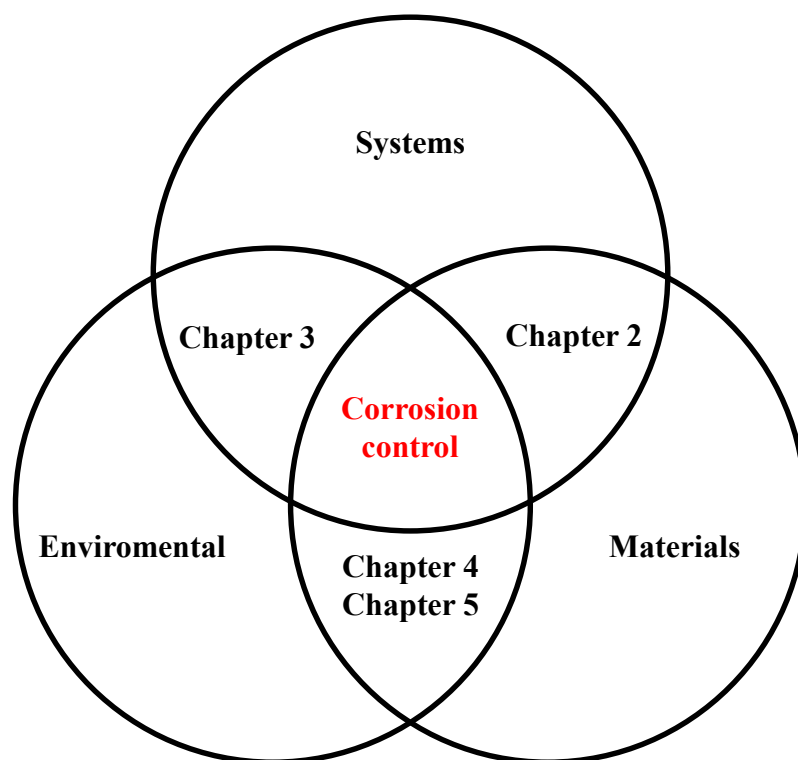 Systems
Chapter 3
Chapter 2
Corrosion
control
Enviromental
Materials
Chapter 4
Chapter 5